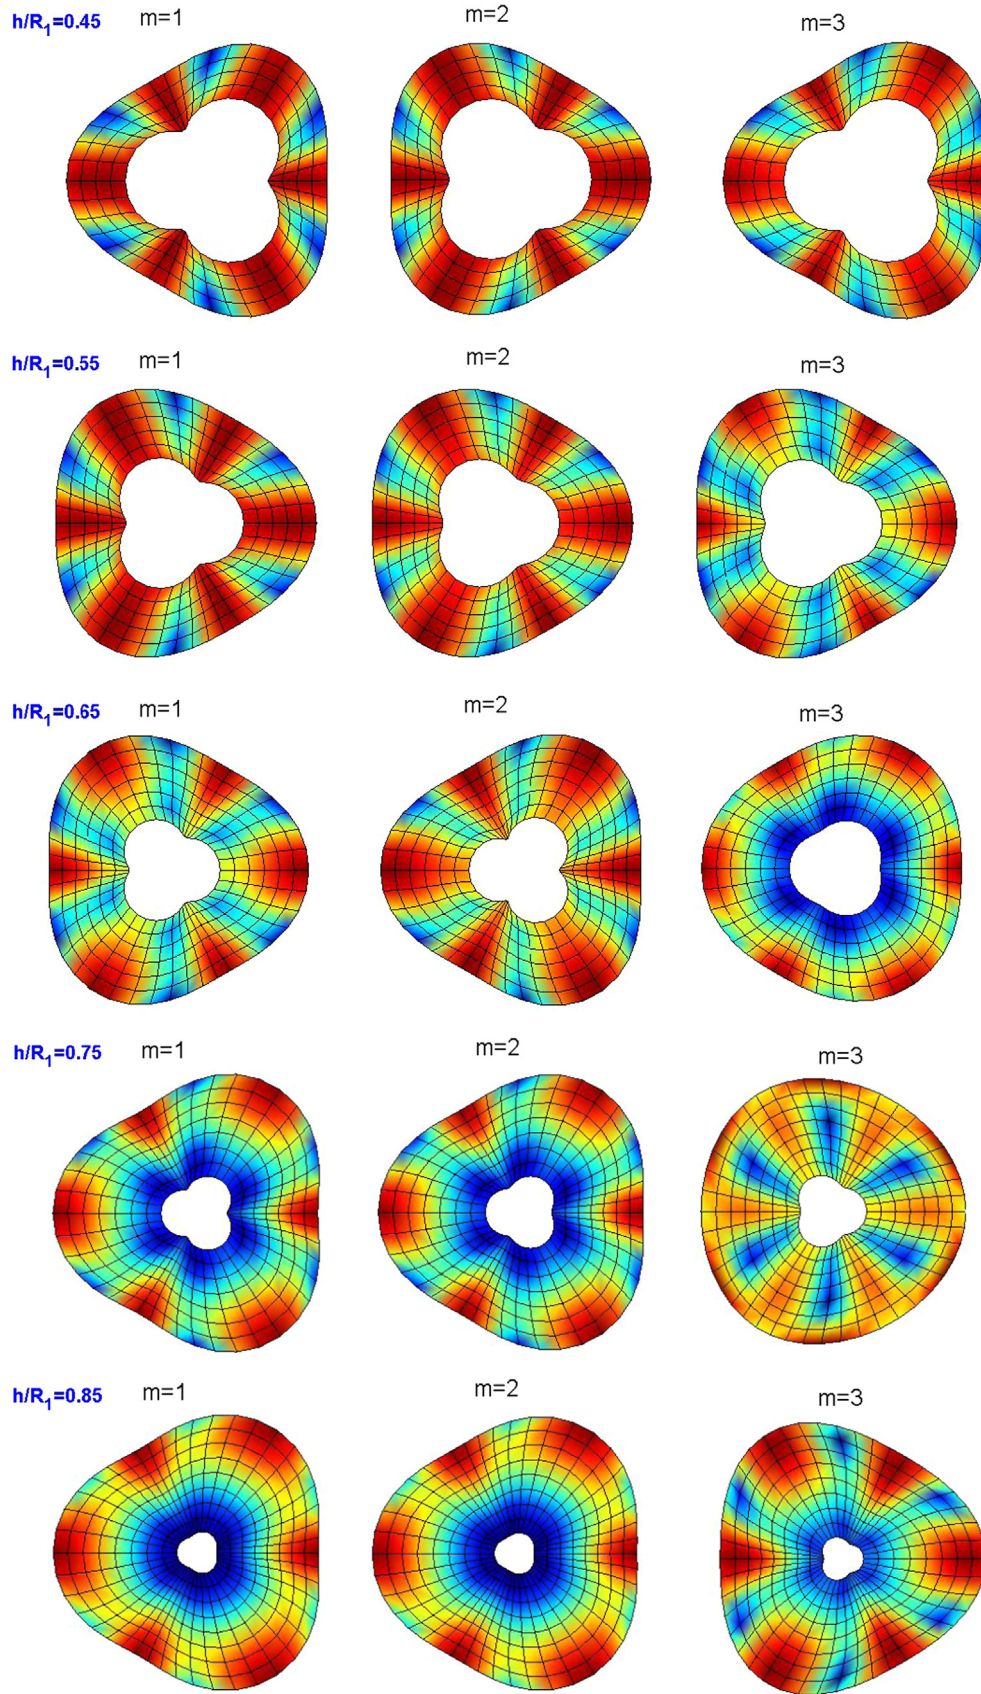 h/R₁=0.45 m=1 m=2 m=3
h/R₁=0.55 m=1 m=2 m=3
h/R₁=0.65 m=1 m=2 m=3
h/R₁=0.75 m=1 m=2 m=3
h/R₁=0.85 m=1 m=2 m=3